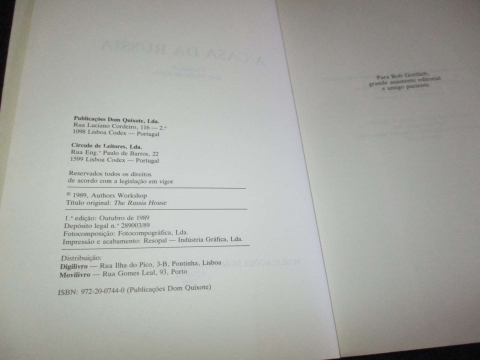 A CASA DA RÚSSIA
Publicações Dom Quixote, Lda.
Rua Luciano Cordeiro, 116 — 2.º
1098 Lisboa Codex — Portugal
Círculo de Leitores, Lda.
Rua Eng.º Paulo de Barros, 22
1599 Lisboa Codex — Portugal
Reservados todos os direitos
de acordo com a legislação em vigor
© 1989, Authors Workshop
Título original: The Russia House
1.ª edição: Outubro de 1989
Depósito legal n.º 28900/89
Fotocomposição: Fotocompográfica, Lda.
Impressão e acabamento: Resopal — Indústria Gráfica, Lda.
Distribuição:
Digilivro — Rua Ilha do Pico, 3-B, Pontinha, Lisboa
Movilivro — Rua Gomes Leal, 93, Porto
ISBN: 972-20-0744-0 (Publicações Dom Quixote)
Para Bob Gottlieb,
grande assistente editorial
e amigo paciente.